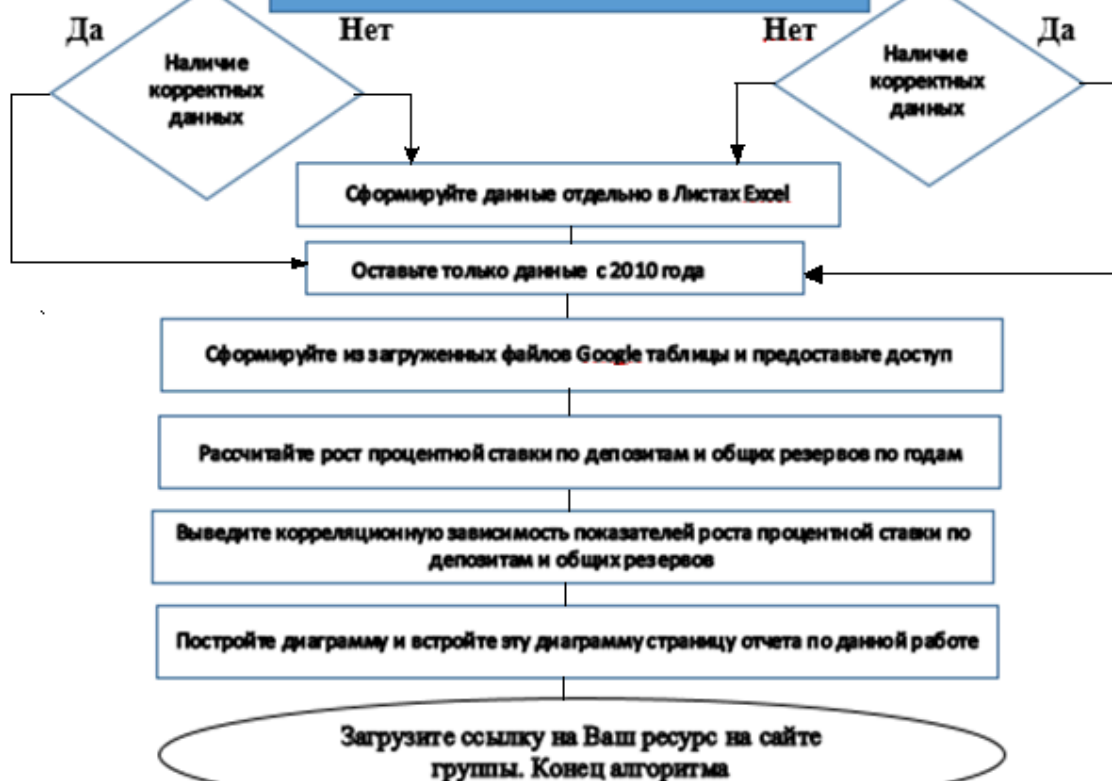 Да
Нет
Нет
Да
Наличие
корректных
данных
Наличие
корректных
данных
Сформируйте данные отдельно в Листах Excel
Оставьте только данные с 2010 года
Сформируйте из загруженных файлов Google таблицы и предоставьте доступ
Рассчитайте рост процентной ставки по депозитам и общих резервов по годам
Выведите корреляционную зависимость показателей роста процентной ставки по
депозитам и общих резервов
Постройте диаграмму и встройте эту диаграмму страницу отчета по данной работе
Загрузите ссылку на Ваш ресурс на сайте
группы. Конец алгоритма